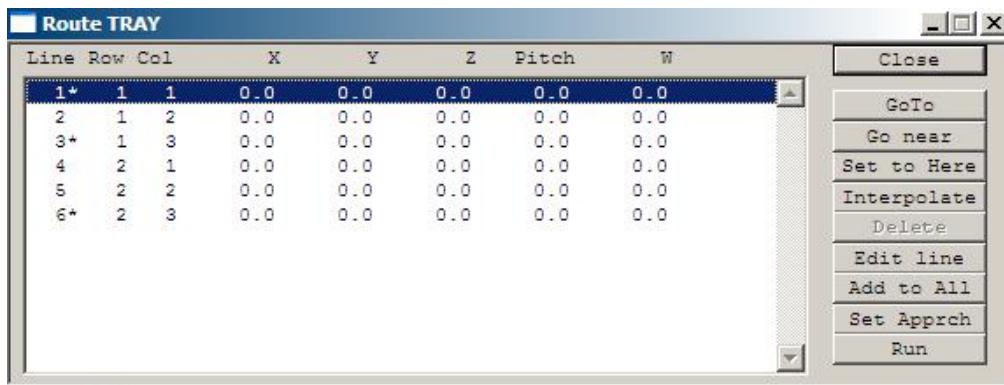 Route TRAY
Line Row Col X Y Z Pitch W
1* 1 1 0.0 0.0 0.0 0.0 0.0
2 1 2 0.0 0.0 0.0 0.0 0.0
3* 1 3 0.0 0.0 0.0 0.0 0.0
4 2 1 0.0 0.0 0.0 0.0 0.0
5 2 2 0.0 0.0 0.0 0.0 0.0
6* 2 3 0.0 0.0 0.0 0.0 0.0
Close
GoTo
Go near
Set to Here
Interpolate
Delete
Edit line
Add to All
Set Apprch
Run